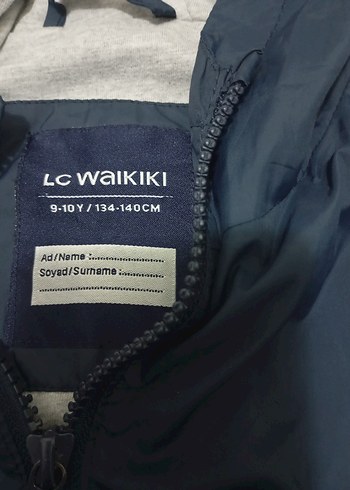 LC WAIKIKI
9-10Y / 134-140CM
Ad/Name :........................
Soyad/Surname :..............
........................................